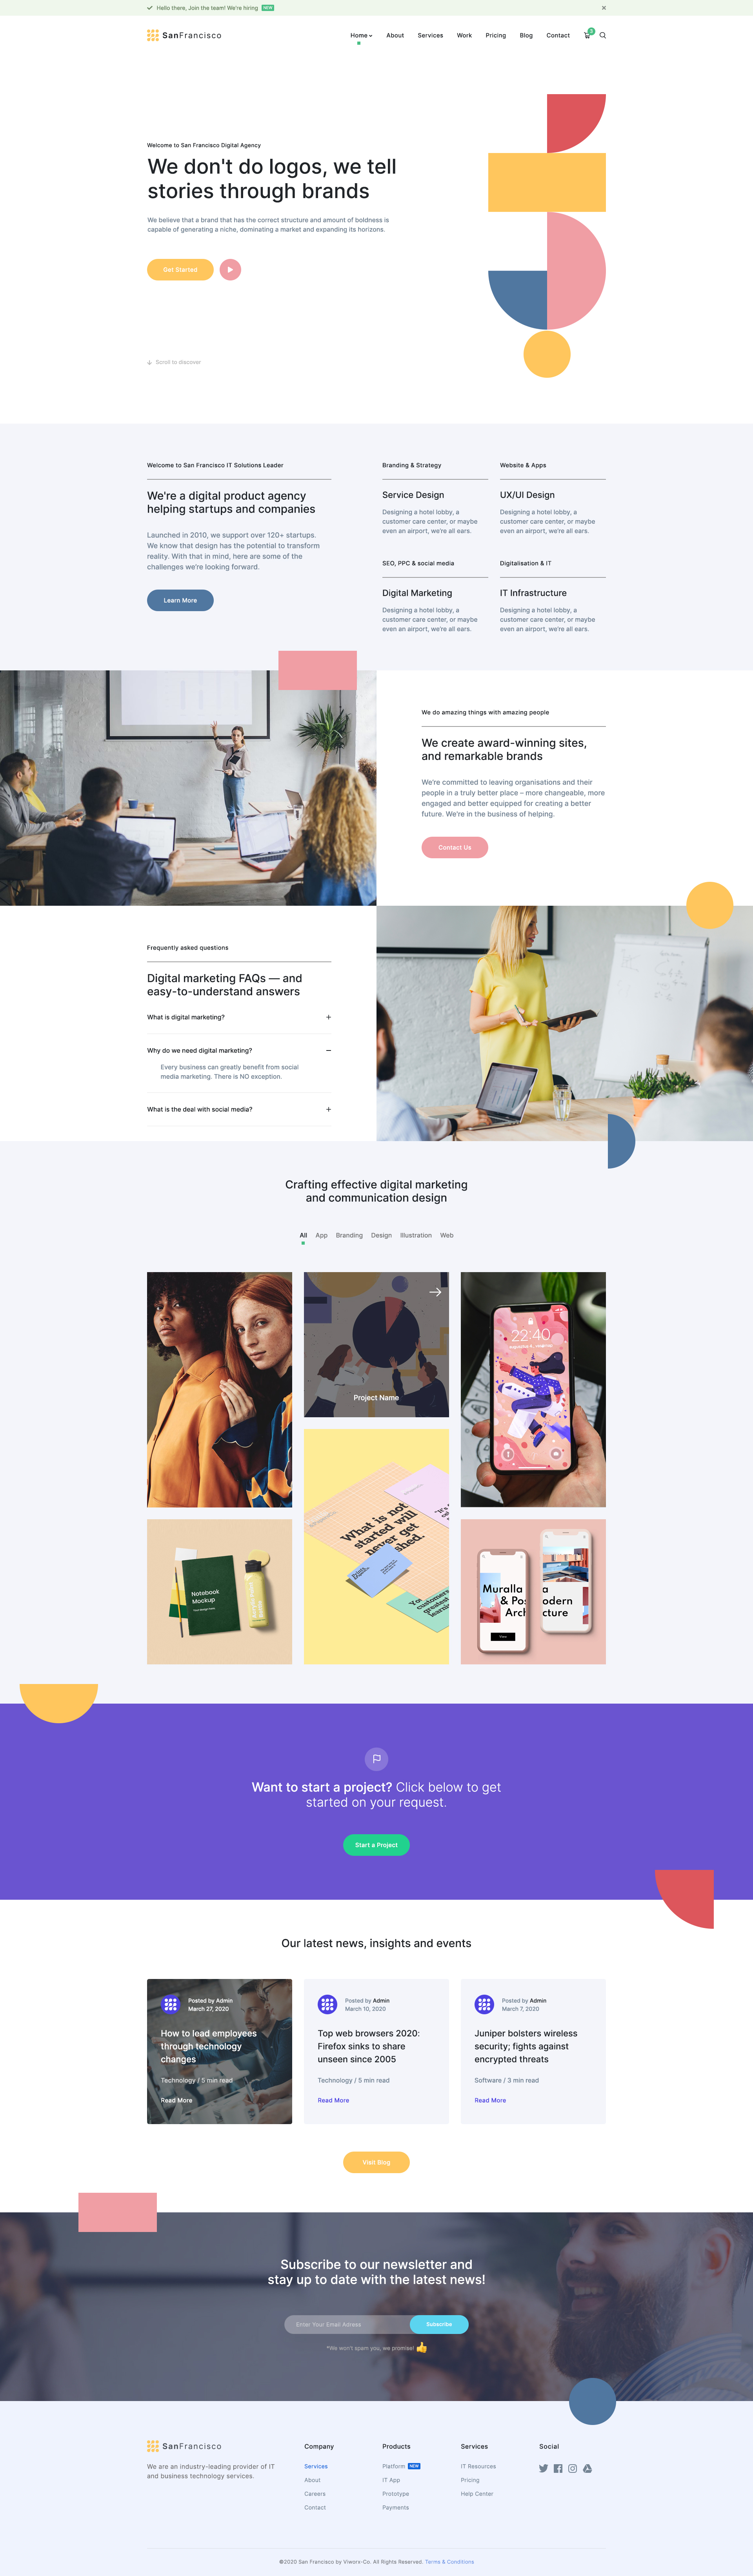 Hello there, Join the team! We're hiring NEW
SanFrancisco
Home About Services Work Pricing Blog Contact 3
Welcome to San Francisco Digital Agency
We don't do logos, we tell
stories through brands
We believe that a brand that has the correct structure and amount of boldness is
capable of generating a niche, dominating a market and expanding its horizons.
Get Started
Scroll to discover
Welcome to San Francisco IT Solutions Leader
We're a digital product agency
helping startups and companies
Launched in 2010, we support over 120+ startups.
We know that design has the potential to transform
reality. With that in mind, here are some of the
challenges we're looking forward.
Learn More
Branding & Strategy
Service Design
Designing a hotel lobby, a
customer care center, or maybe
even an airport, we're all ears.
Website & Apps
UX/UI Design
Designing a hotel lobby, a
customer care center, or maybe
even an airport, we're all ears.
SEO, PPC & social media
Digital Marketing
Designing a hotel lobby, a
customer care center, or maybe
even an airport, we're all ears.
Digitalisation & IT
IT Infrastructure
Designing a hotel lobby, a
customer care center, or maybe
even an airport, we're all ears.
We do amazing things with amazing people
We create award-winning sites,
and remarkable brands
We're committed to leaving organisations and their
people in a truly better place – more changeable, more
engaged and better equipped for creating a better
future. We're in the business of helping.
Contact Us
Frequently asked questions
Digital marketing FAQs — and
easy-to-understand answers
What is digital marketing?
Why do we need digital marketing?
Every business can greatly benefit from social
media marketing. There is NO exception.
What is the deal with social media?
Crafting effective digital marketing
and communication design
All App Branding Design Illustration Web
Project Name
22:40
What is not
started will
never get
shed.
Notebook
Mockup
Muralla
& Pos
Arch
a
odern
cture
Want to start a project? Click below to get
started on your request.
Start a Project
Our latest news, insights and events
Posted by Admin
March 27, 2020
How to lead employees
through technology
changes
Technology / 5 min read
Read More
Posted by Admin
March 10, 2020
Top web browsers 2020:
Firefox sinks to share
unseen since 2005
Technology / 5 min read
Read More
Posted by Admin
March 7, 2020
Juniper bolsters wireless
security; fights against
encrypted threats
Software / 3 min read
Read More
Visit Blog
Subscribe to our newsletter and
stay up to date with the latest news!
Enter Your Email Adress
Subscribe
*We won't spam you, we promise!
SanFrancisco
We are an industry-leading provider of IT
and business technology services.
Company
Services
About
Careers
Contact
Products
Platform NEW
IT App
Prototype
Payments
Services
IT Resources
Pricing
Help Center
Social
©2020 San Francisco by Viworx-Co. All Rights Reserved. Terms & Conditions